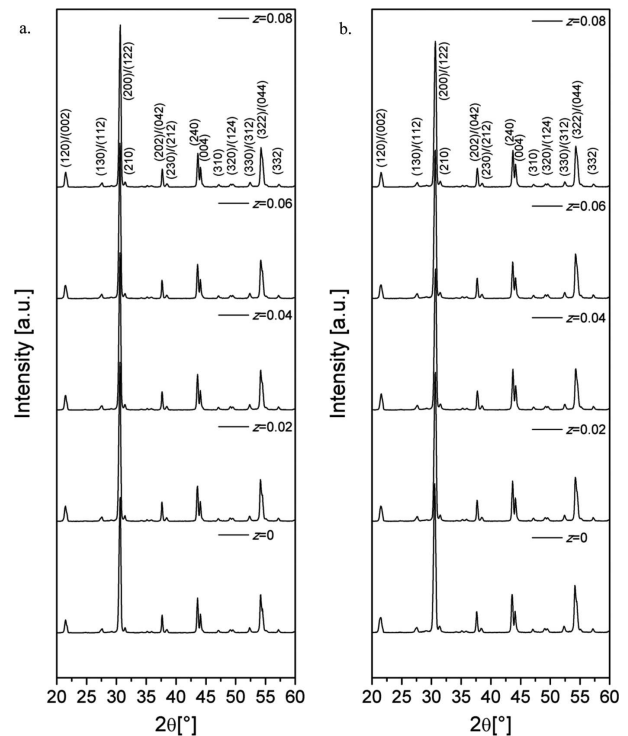 a.
z=0.08
(120)/(002)
(130)/(112)
(200)/(122)
(210)
(202)/(042)
(230)/(212)
(240)
(004)
(310)
(320)/(124)
(330)/(312)
(322)/(044)
(332)
z=0.06
z=0.04
z=0.02
z=0
Intensity [a.u.]
20 25 30 35 40 45 50 55 60
2θ[°]
b.
z=0.08
(120)/(002)
(130)/(112)
(200)/(122)
(210)
(202)/(042)
(230)/(212)
(240)
(004)
(310)
(320)/(124)
(330)/(312)
(322)/(044)
(332)
z=0.06
z=0.04
z=0.02
z=0
Intensity [a.u.]
20 25 30 35 40 45 50 55 60
2θ[°]